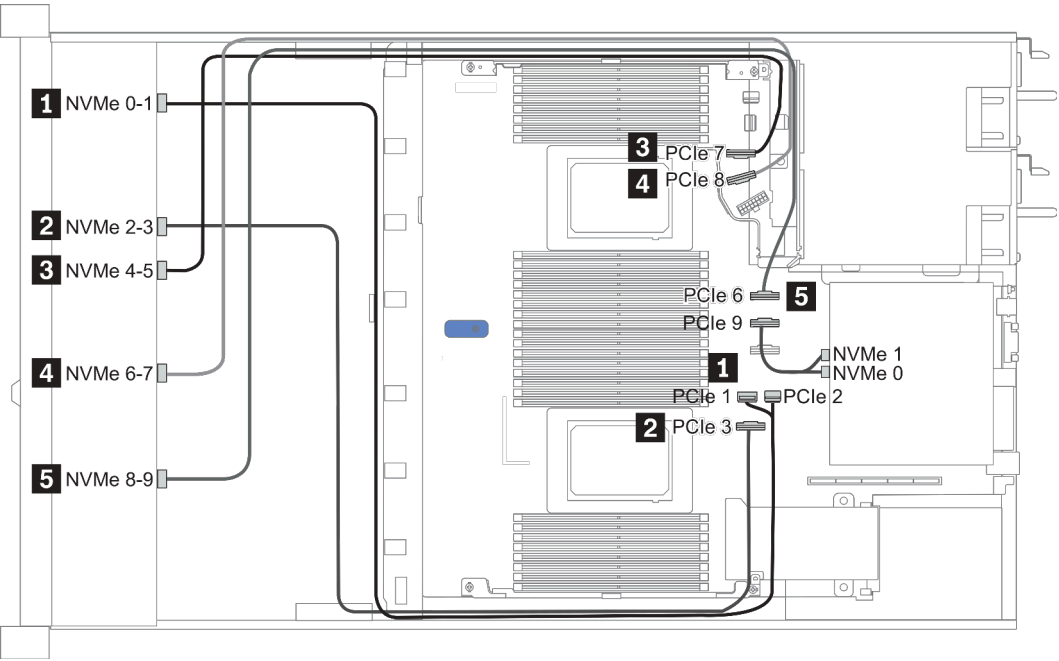 1 NVMe 0-1
2 NVMe 2-3
3 NVMe 4-5
4 NVMe 6-7
5 NVMe 8-9
3 PCIe 7
4 PCIe 8
PCIe 6 5
PCIe 9
NVMe 1
NVMe 0
1
PCIe 1 PCIe 2
2 PCIe 3